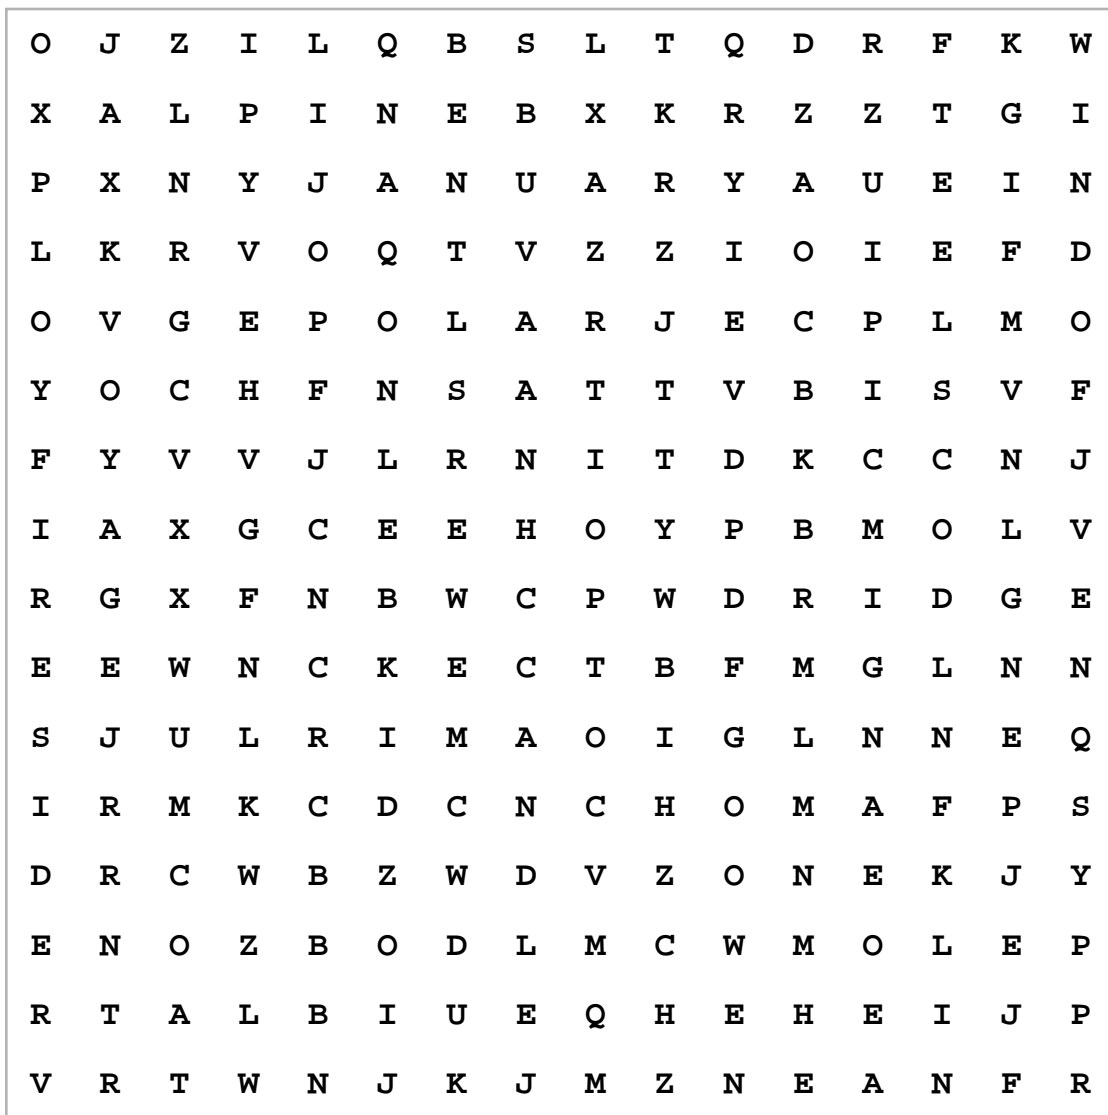 O J Z I L Q B S L T Q D R F K W
X A L P I N E B X K R Z Z T G I
P X N Y J A N U A R Y A U E I N
L K R V O Q T V Z Z I O I E F D
O V G E P O L A R J E C P L M O
Y O C H F N S A T T V B I S V F
F Y V V J L R N I T D K C C N J
I A X G C E E H O Y P B M O L V
R G X F N B W C P W D R I D G E
E E W N C K E C T B F M G L N N
S J U L R I M A O I G L N N E Q
I R M K C D C N C H O M A F P S
D R C W B Z W D V Z O N E K J Y
E N O Z B O D L M C W M O L E P
R T A L B I U E Q H E H E I J P
V R T W N J K J M Z N E A N F R